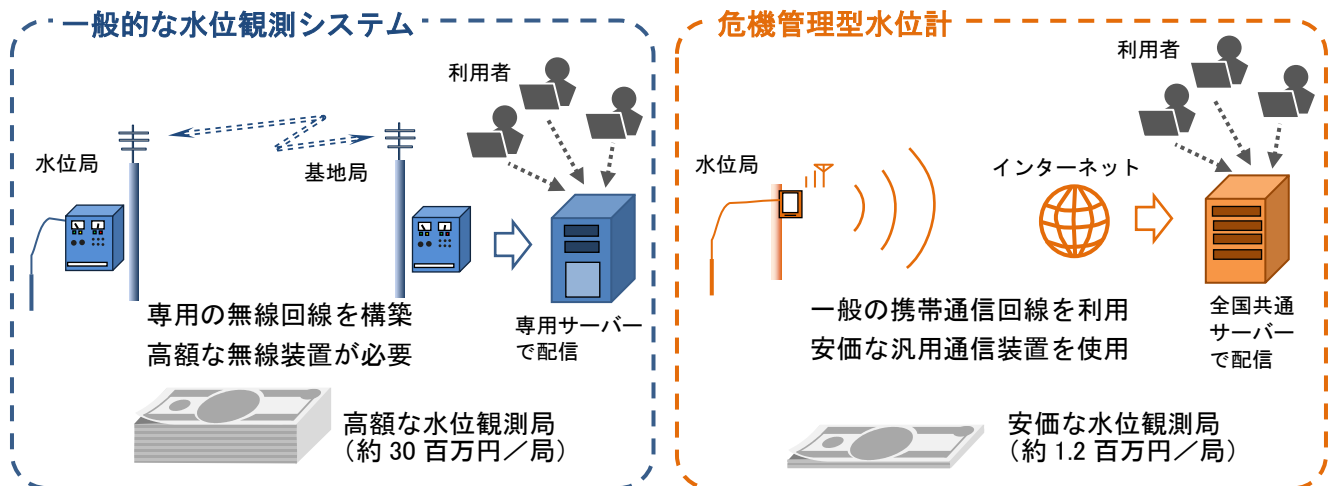 一般的な水位観測システム
利用者
水位局
基地局
専用の無線回線を構築
高額な無線装置が必要
専用サーバー
で配信
高額な水位観測局
（約 30 百万円／局）
危機管理型水位計
利用者
水位局
インターネット
一般の携帯通信回線を利用
安価な汎用通信装置を使用
全国共通
サーバー
で配信
安価な水位観測局
（約 1.2 百万円／局）